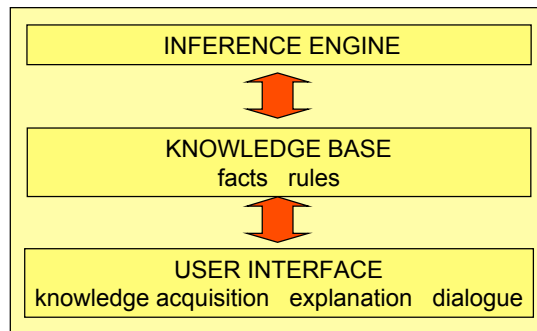 INFERENCE ENGINE
KNOWLEDGE BASE
facts rules
USER INTERFACE
knowledge acquisition explanation dialogue